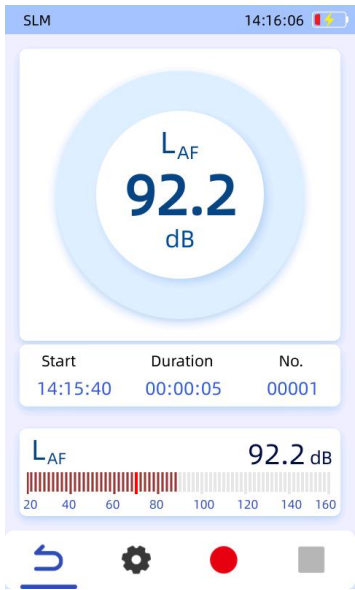 SLM 14:16:06
LAF
92.2
dB
Start Duration No.
14:15:40 00:00:05 00001
LAF 92.2 dB
20 40 60 80 100 120 140 160